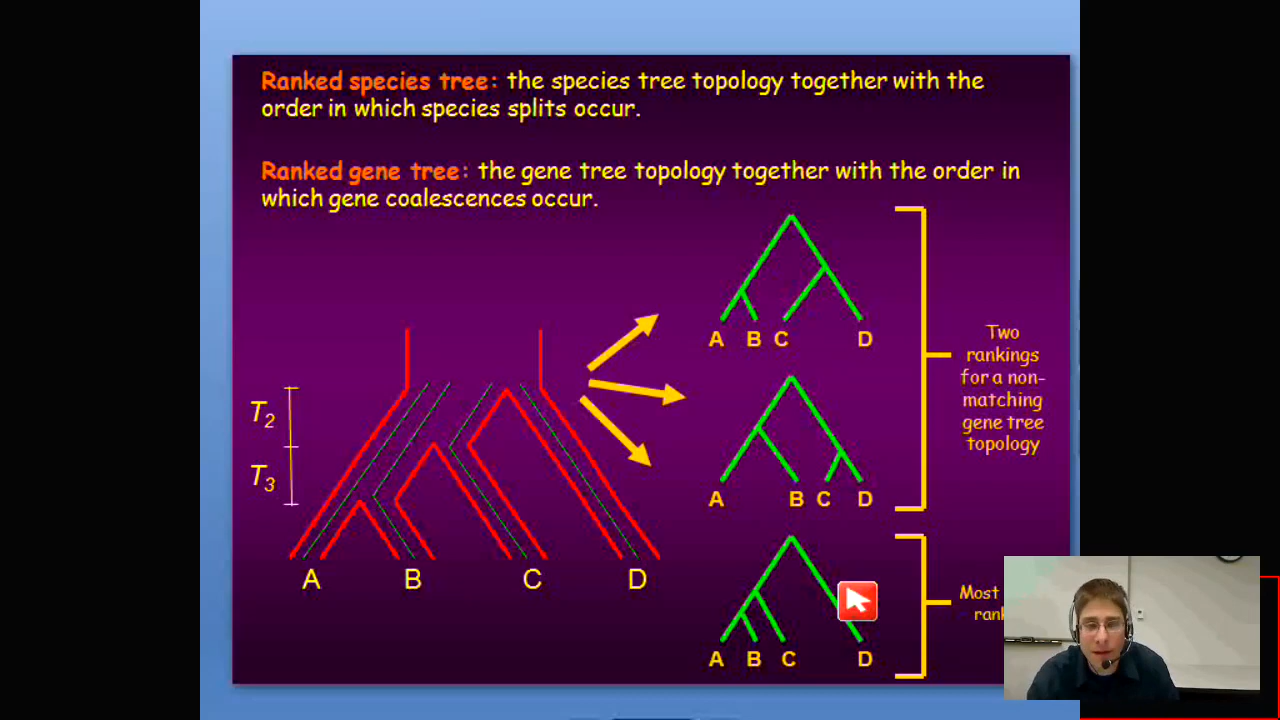 Ranked species tree: the species tree topology together with the
order in which species splits occur.
Ranked gene tree: the gene tree topology together with the order in
which gene coalescences occur.
A B C D
Two
rankings
for a non-
matching
gene tree
topology
T2
T3
A B C D
A B C D
Most
A B C D